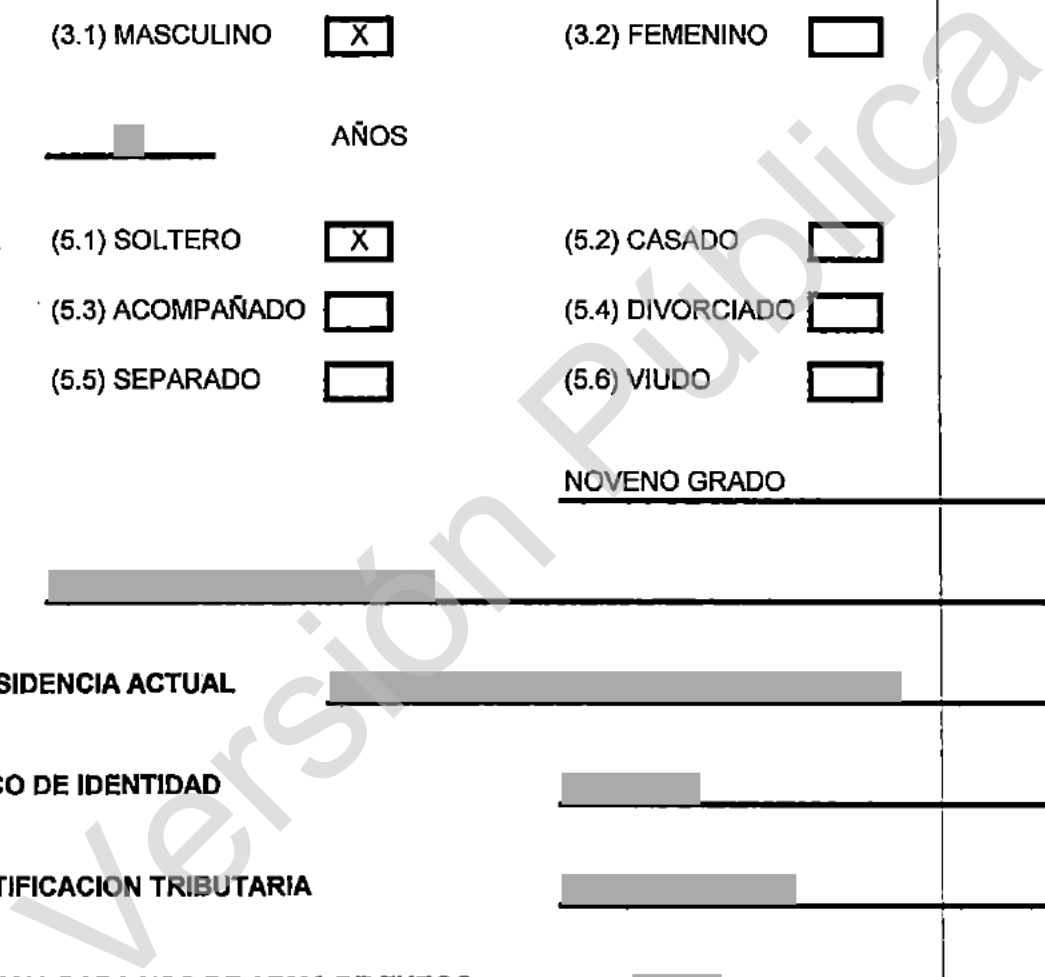 (3.1) MASCULINO X (3.2) FEMENINO
AÑOS
(5.1) SOLTERO X (5.2) CASADO
(5.3) ACOMPAÑADO (5.4) DIVORCIADO
(5.5) SEPARADO (5.6) VIUDO
NOVENO GRADO
SIDENCIA ACTUAL
CO DE IDENTIDAD
TIFICACION TRIBUTARIA
Versión Pública